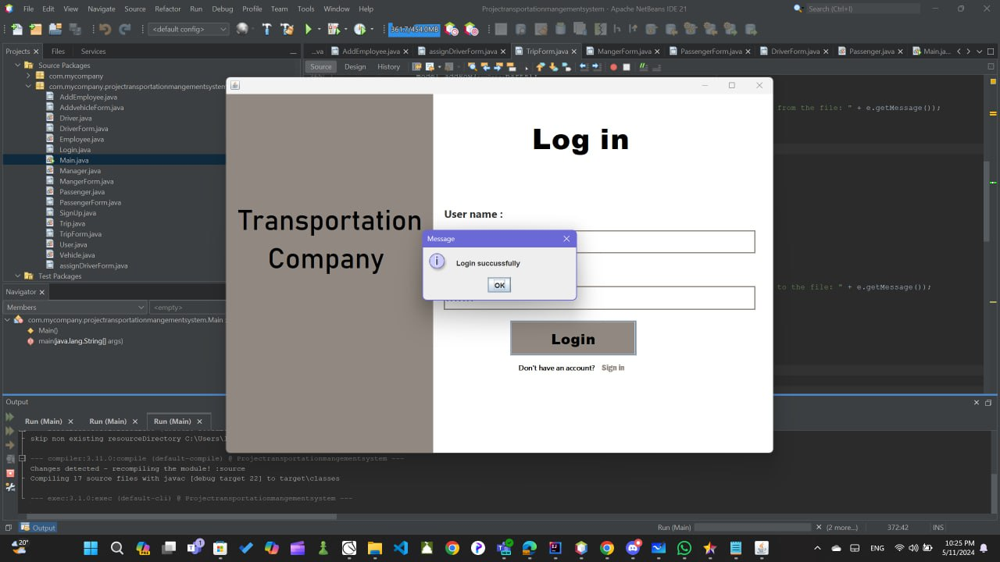 File Edit View Navigate Source Refactor Run Debug Profile Team Tools Window Help
Projectransportationmangementsystem - Apache NetBeans IDE 21
Search (Ctrl+I)
<default config>
361.7/454.0MB
Projects Files Services
...va AddEmployee.java assignDriverForm.java TripForm.java MangerForm.java PassengerForm.java DriverForm.java Passenger.java Main.ja...
Source Design History
Source Packages
com.mycompany
com.mycompany.projectransportationmangementsystem
AddEmployee.java
AddvehicleForm.java
Driver.java
DriverForm.java
Employee.java
Login.java
Main.java
Manager.java
MangerForm.java
Passenger.java
PassengerForm.java
SignUp.java
Trip.java
TripForm.java
User.java
Vehicle.java
assignDriverForm.java
Test Packages
from the file: " + e.getMessage());
to the file: " + e.getMessage());
Transportation
Company
Log in
User name :
Message
Login succussfully
OK
Login
Don't have an account? Sign in
Navigator
Members
<empty>
com.mycompany.projectransportationmangementsystem.Main
Main()
main(java.lang.String[] args)
Output
Run (Main) Run (Main) Run (Main)
skip non existing resourceDirectory C:\Users\
--- compiler:3.11.0:compile (default-compile) @ Projectransportationmangementsystem ---
Changes detected - recompiling the module! :source
Compiling 17 source files with javac [debug target 22] to target\classes
--- exec:3.1.0:exec (default-cli) @ Projectransportationmangementsystem ---
Output
Run (Main)
(2 more...)
372:42
INS
20°
ENG
10:25 PM
5/11/2024